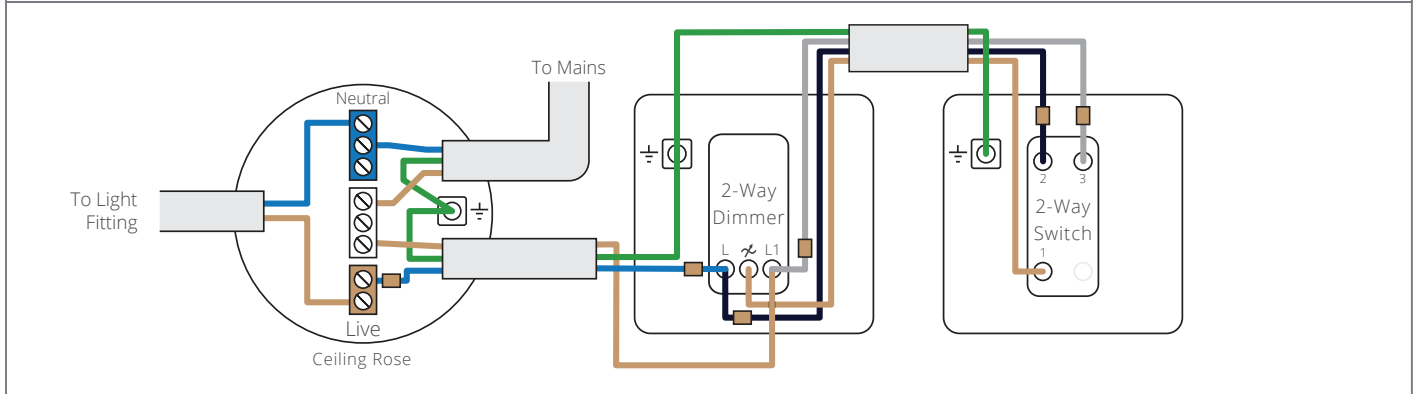 To Mains
Neutral
To Light
Fitting
Live
Ceiling Rose
2-Way
Dimmer
L L1
2 3
2-Way
Switch
1